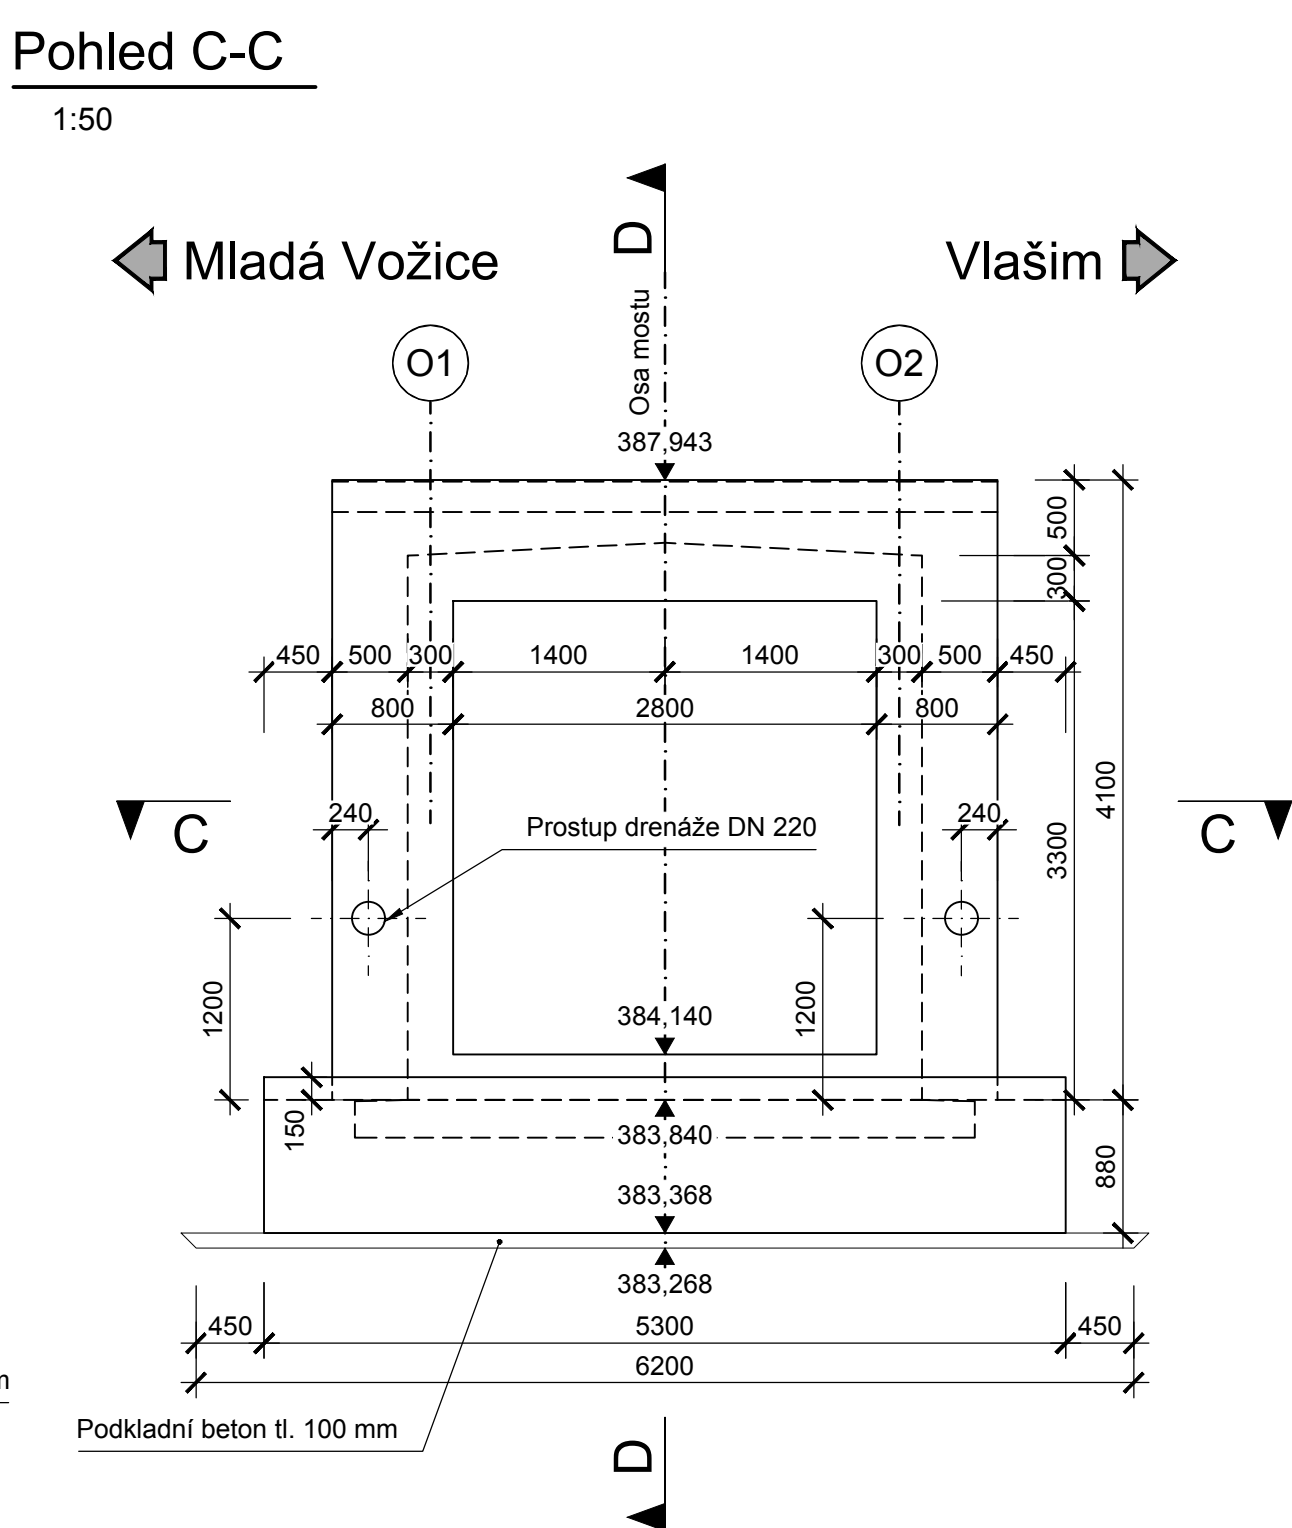 Pohled C-C
1:50
D
Mladá Vožice
Vlašim
Osa mostu
O1
O2
387,943
500
300
450 500 300 1400 1400 300 500 450
800 2800 800
4100
3300
C
240
Prostup drenáže DN 220
240
C
1200
1200
384,140
150
383,840
880
383,368
383,268
450 5300 450
6200
m
Podkladní beton tl. 100 mm
D